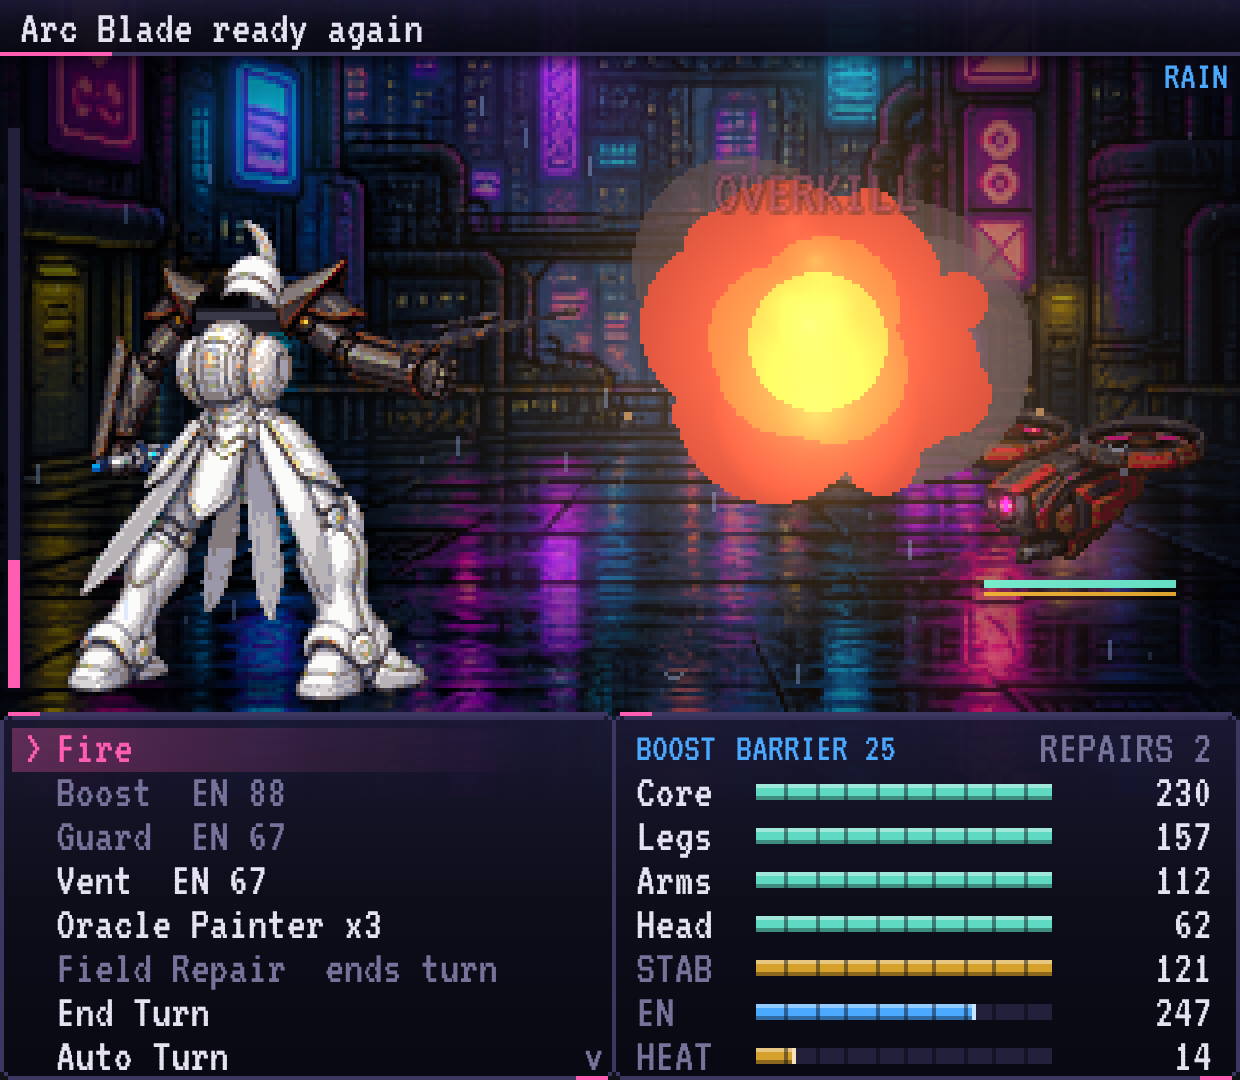 Arc Blade ready again
RAIN
OVERKILL
> Fire
Boost EN 88
Guard EN 67
Vent EN 67
Oracle Painter x3
Field Repair ends turn
End Turn
Auto Turn v
BOOST BARRIER 25 REPAIRS 2
Core 230
Legs 157
Arms 112
Head 62
STAB 121
EN 247
HEAT 14